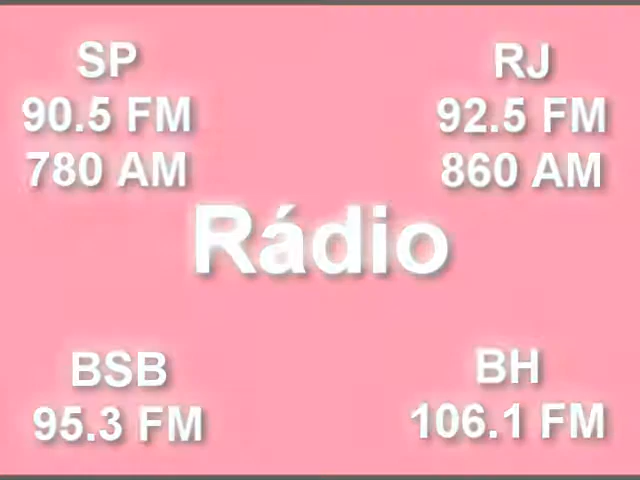 SP
90.5 FM
780 AM
RJ
92.5 FM
860 AM
Rádio
BSB
95.3 FM
BH
106.1 FM